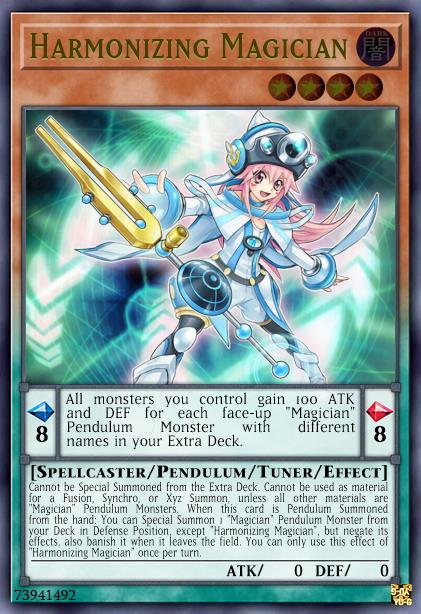 HARMONIZING MAGICIAN
DARK
闇
All monsters you control gain 100 ATK
and DEF for each face-up "Magician"
Pendulum Monster with different
names in your Extra Deck.
8
8
[SPELLCASTER/PENDULUM/TUNER/EFFECT]
Cannot be Special Summoned from the Extra Deck. Cannot be used as material
for a Fusion, Synchro, or Xyz Summon, unless all other materials are
"Magician" Pendulum Monsters. When this card is Pendulum Summoned
from the hand: You can Special Summon 1 "Magician" Pendulum Monster from
your Deck in Defense Position, except "Harmonizing Magician", but negate its
effects, also banish it when it leaves the field. You can only use this effect of
"Harmonizing Magician" once per turn.
ATK/ 0 DEF/ 0
73941492